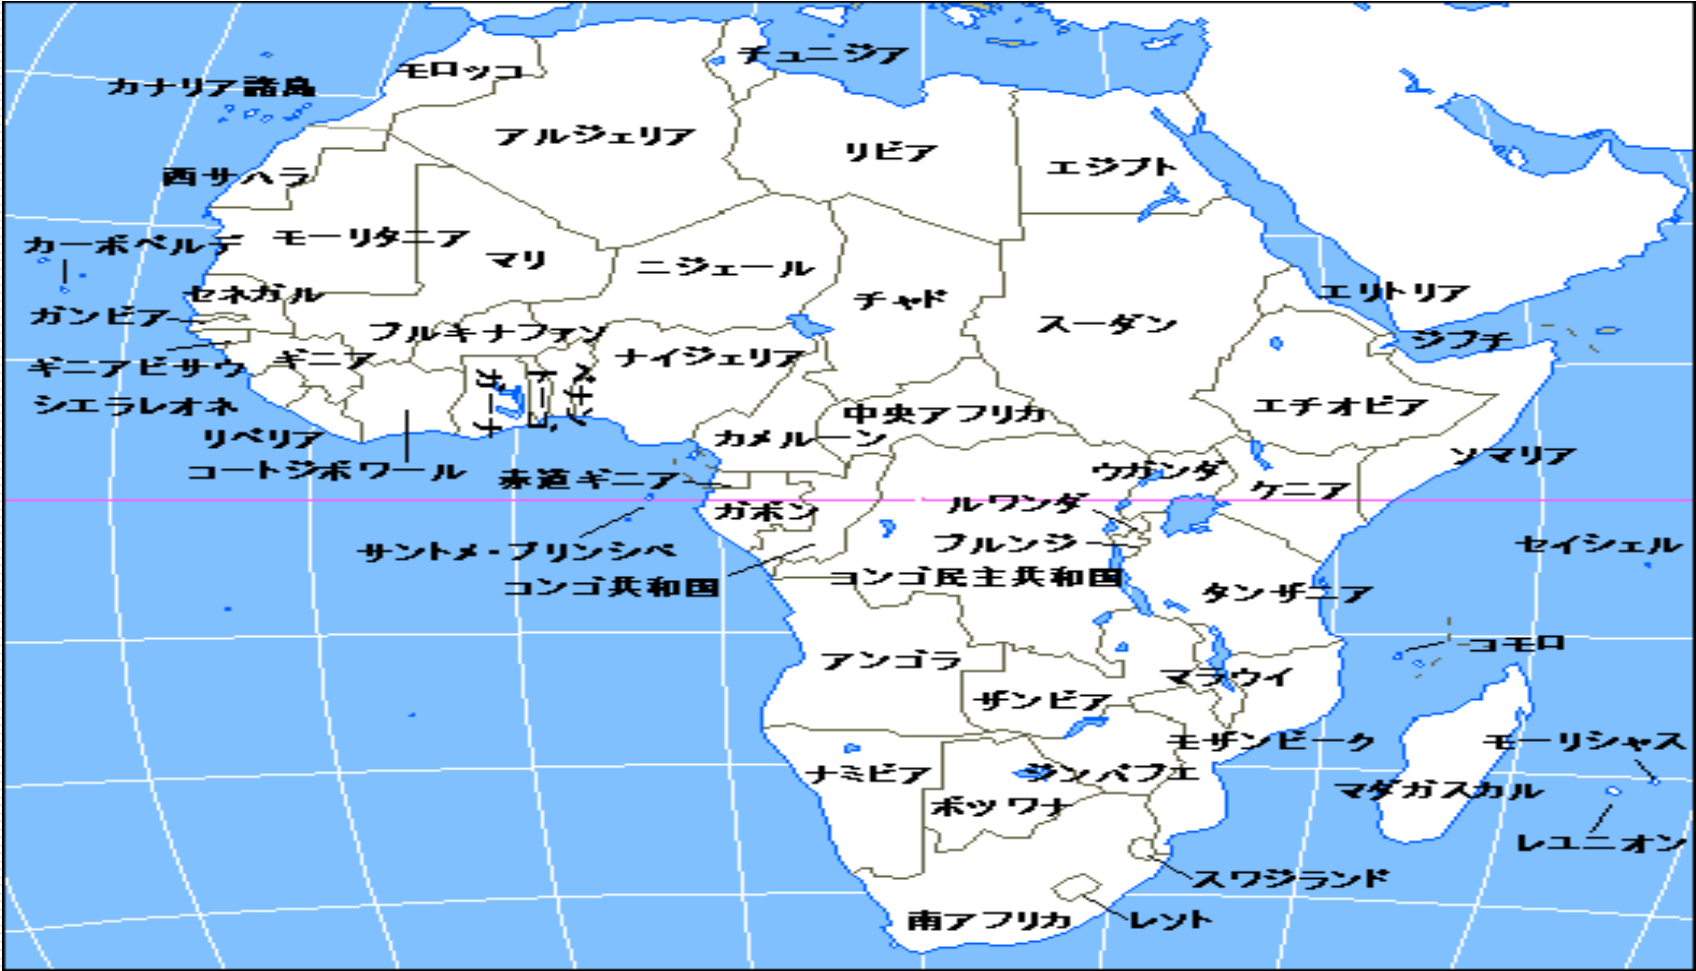 チュニジア
モロッコ
カナリア諸島
アルジェリア
リビア
エジプト
西サハラ
モーリタニア
カーボベルデ
マリ
ニジェール
セネガル
エリトリア
チャド
ガンビア
スーダン
ブルキナファソ
ジブチ
ギニアビサウ
ギニア
ナイジェリア
ガーナ
トーゴ
ベナン
シエラレオネ
エチオピア
中央アフリカ
リベリア
カメルーン
ソマリア
コートジボワール
ウガンダ
赤道ギニア
ケニア
ルワンダ
ガボン
ブルンジ
セイシェル
サントメ・プリンシペ
コンゴ民主共和国
コンゴ共和国
タンザニア
コモロ
アンゴラ
マラウイ
ザンビア
モザンビーク
モーリシャス
ナミビア
ジンバブエ
マダガスカル
ボツワナ
レユニオン
スワジランド
南アフリカ
レソト